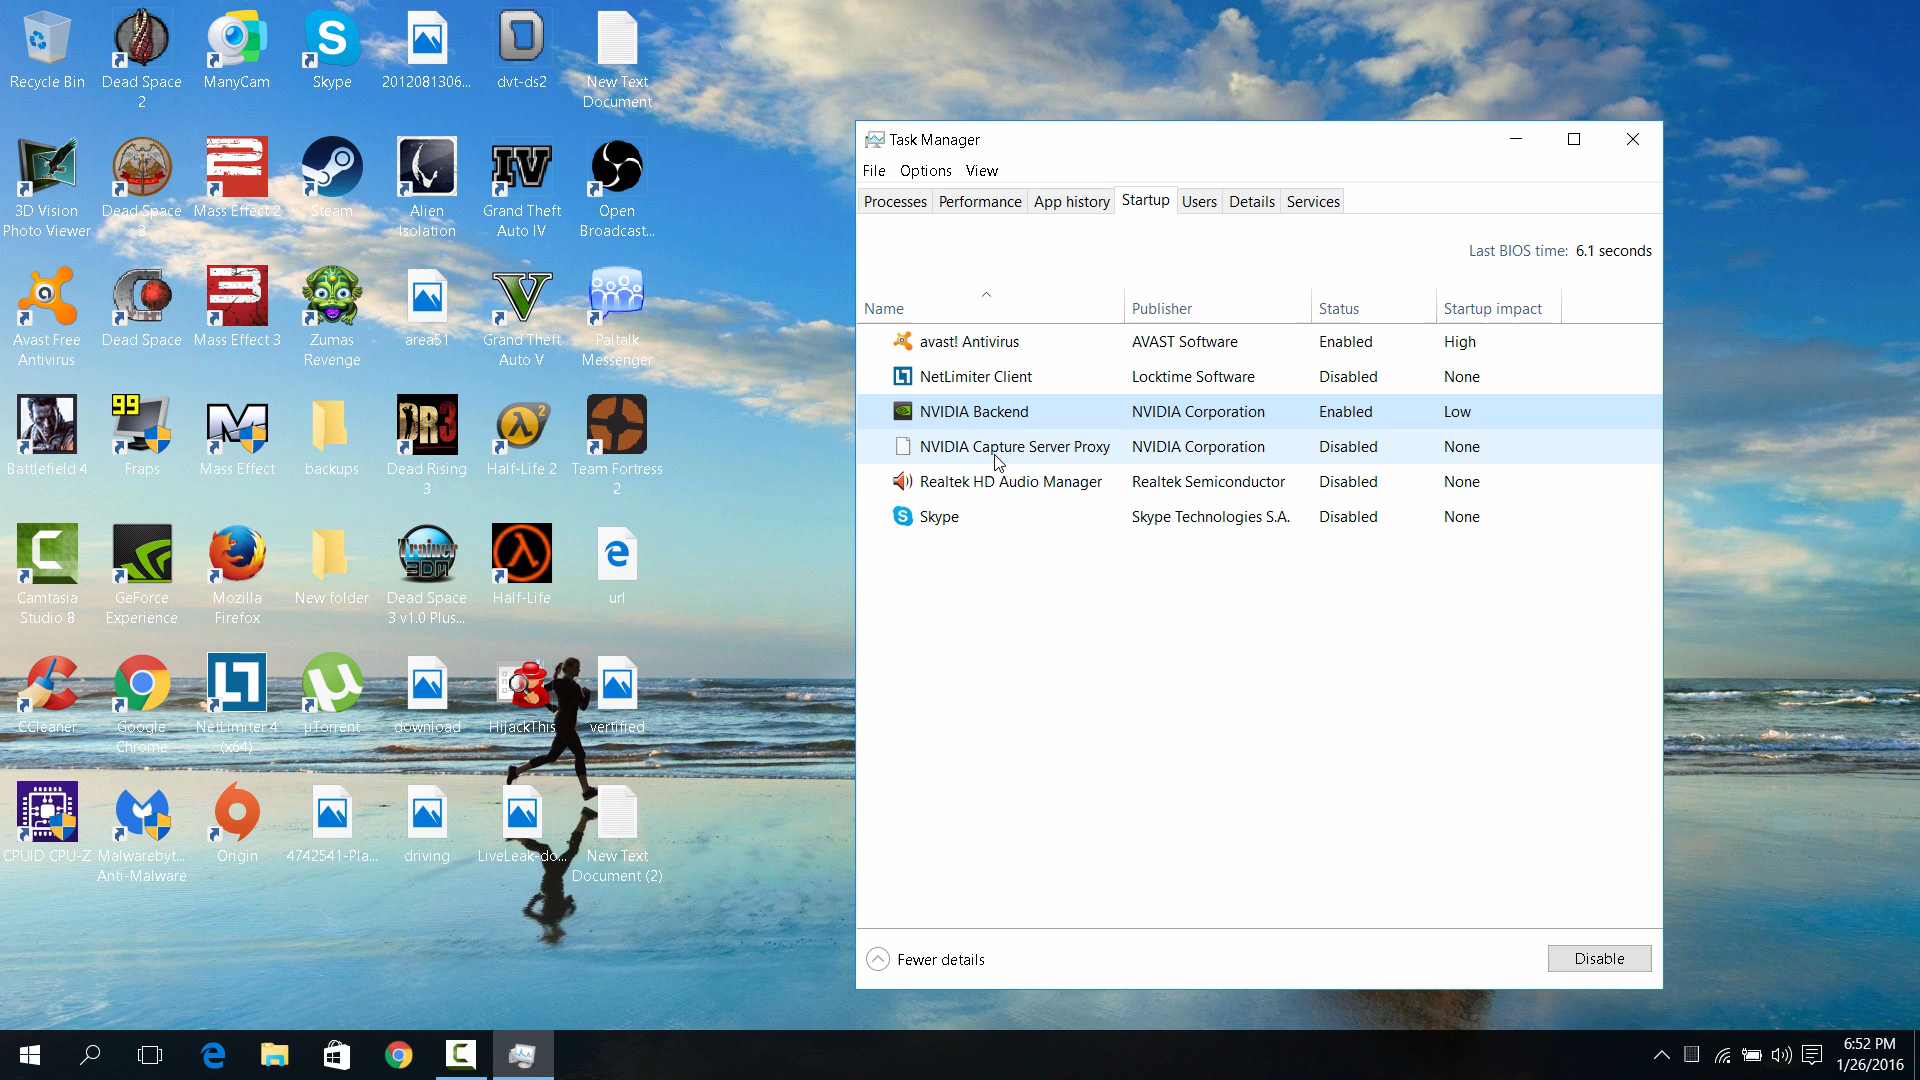 Recycle Bin
Dead Space
2
ManyCam
Skype
2012081306...
dvt-ds2
New Text
Document
3D Vision
Photo Viewer
Dead Space
3
Mass Effect 2
Steam
Alien
Isolation
Grand Theft
Auto IV
Open
Broadcast...
Avast Free
Antivirus
Dead Space
Mass Effect 3
Zumas
Revenge
area51
Grand Theft
Auto V
Paltalk
Messenger
Battlefield 4
99
Fraps
Mass Effect
backups
DR3
Dead Rising
3
Half-Life 2
Team Fortress
2
Camtasia
Studio 8
GeForce
Experience
Mozilla
Firefox
New folder
Trainer
3DM
Dead Space
3 v1.0 Plus...
Half-Life
url
CCleaner
Google
Chrome
NetLimiter 4
(x64)
µTorrent
download
HijackThis
vertified
CPUID CPU-Z
Malwarebyt...
Anti-Malware
Origin
4742541-Pla...
driving
LiveLeak-do...
New Text
Document (2)
Task Manager
File Options View
Processes Performance App history Startup Users Details Services
Last BIOS time: 6.1 seconds
Name Publisher Status Startup impact
avast! Antivirus AVAST Software Enabled High
NetLimiter Client Locktime Software Disabled None
NVIDIA Backend NVIDIA Corporation Enabled Low
NVIDIA Capture Server Proxy NVIDIA Corporation Disabled None
Realtek HD Audio Manager Realtek Semiconductor Disabled None
Skype Skype Technologies S.A. Disabled None
Fewer details
Disable
6:52 PM
1/26/2016